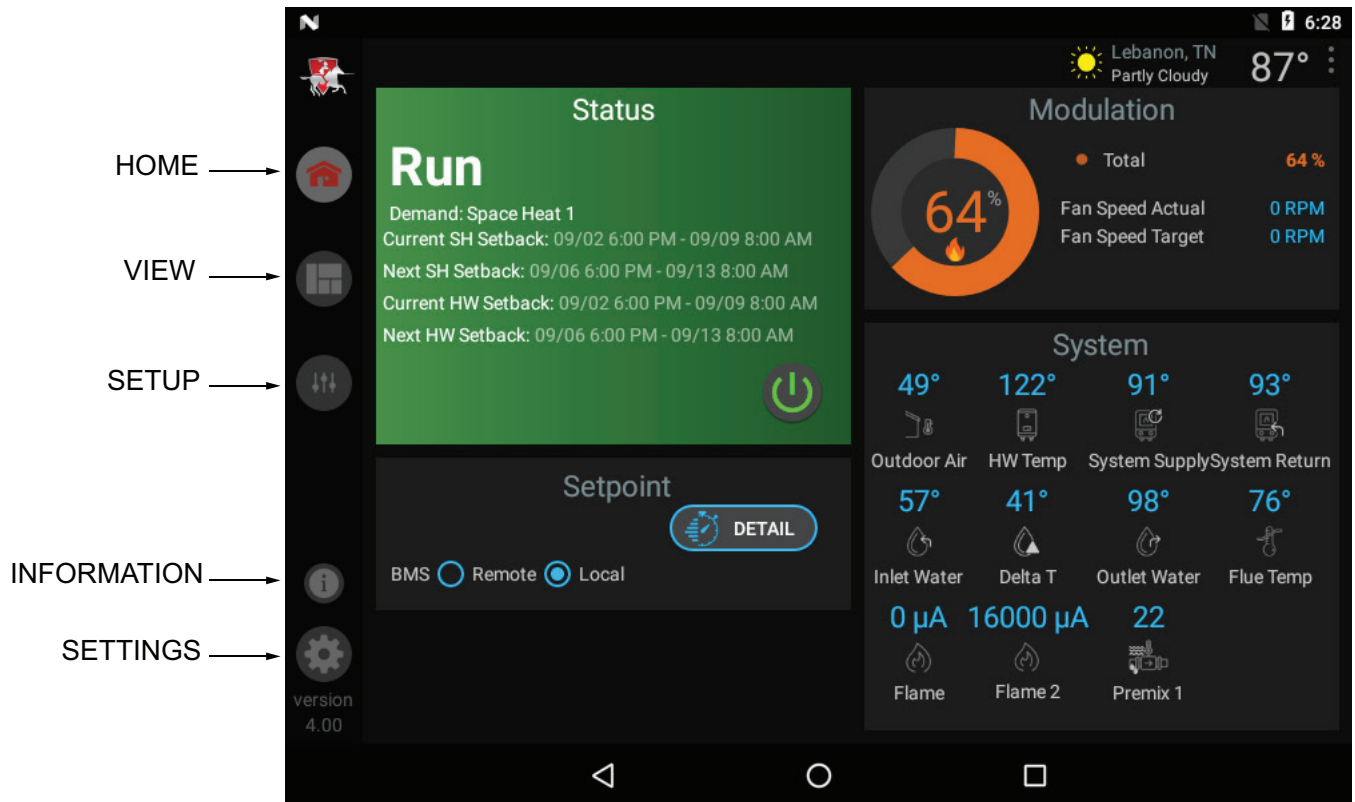 6:28
Lebanon, TN
Partly Cloudy
87°
HOME
VIEW
SETUP
INFORMATION
SETTINGS
version
4.00
Status
Run
Demand: Space Heat 1
Current SH Setback: 09/02 6:00 PM - 09/09 8:00 AM
Next SH Setback: 09/06 6:00 PM - 09/13 8:00 AM
Current HW Setback: 09/02 6:00 PM - 09/09 8:00 AM
Next HW Setback: 09/06 6:00 PM - 09/13 8:00 AM
Setpoint
DETAIL
BMS Remote Local
Modulation
64%
Total 64 %
Fan Speed Actual 0 RPM
Fan Speed Target 0 RPM
System
49° 122° 91° 93°
Outdoor Air HW Temp System Supply System Return
57° 41° 98° 76°
Inlet Water Delta T Outlet Water Flue Temp
0 µA 16000 µA 22
Flame Flame 2 Premix 1